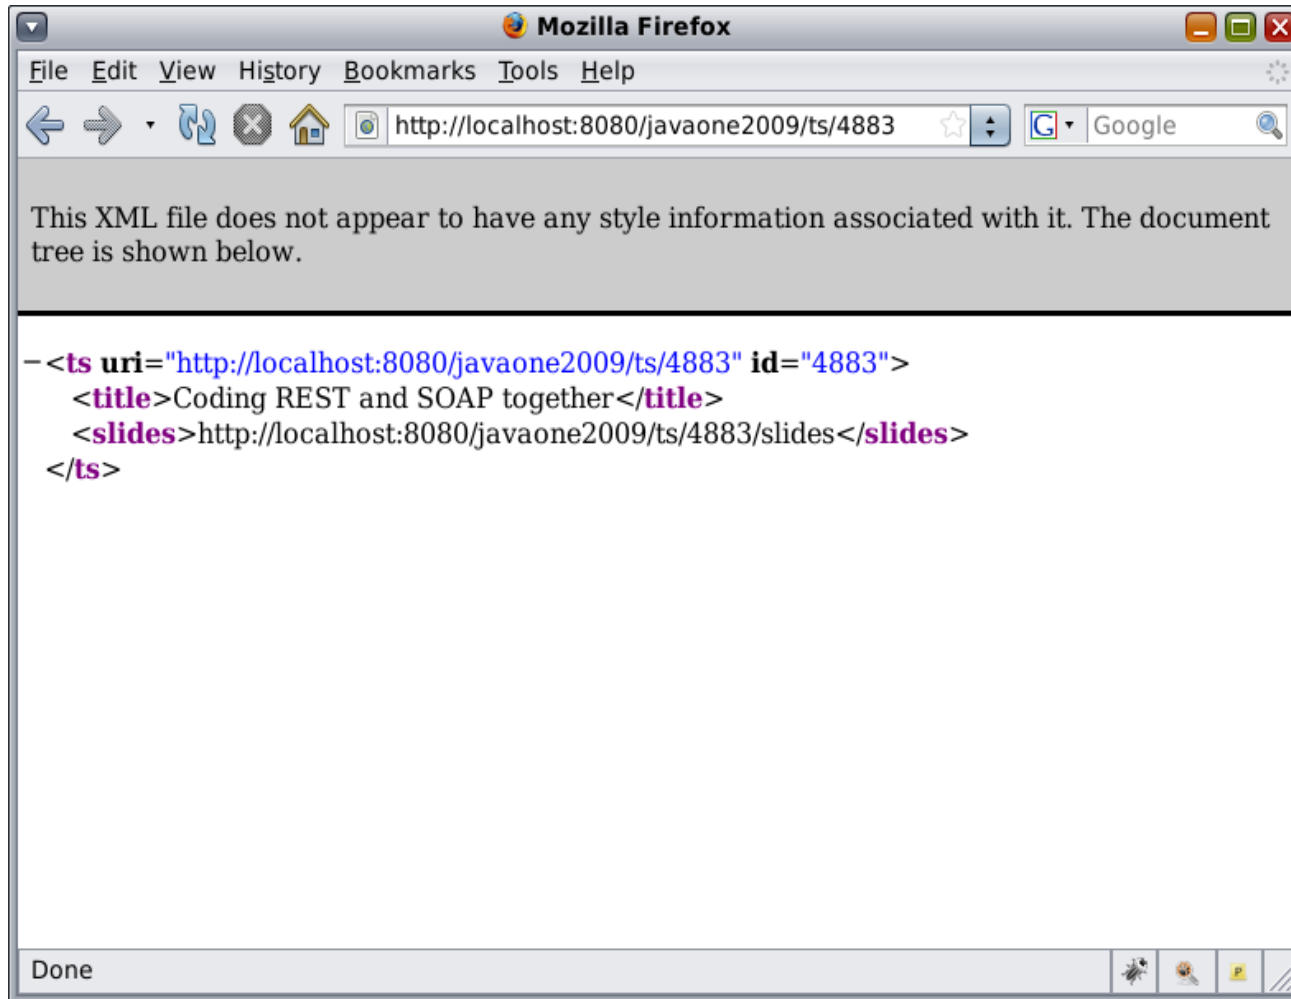 Mozilla Firefox
File Edit View History Bookmarks Tools Help
http://localhost:8080/javaone2009/ts/4883 G Google
This XML file does not appear to have any style information associated with it. The document
tree is shown below.
−<ts uri="http://localhost:8080/javaone2009/ts/4883" id="4883">
<title>Coding REST and SOAP together</title>
<slides>http://localhost:8080/javaone2009/ts/4883/slides</slides>
</ts>
Done P